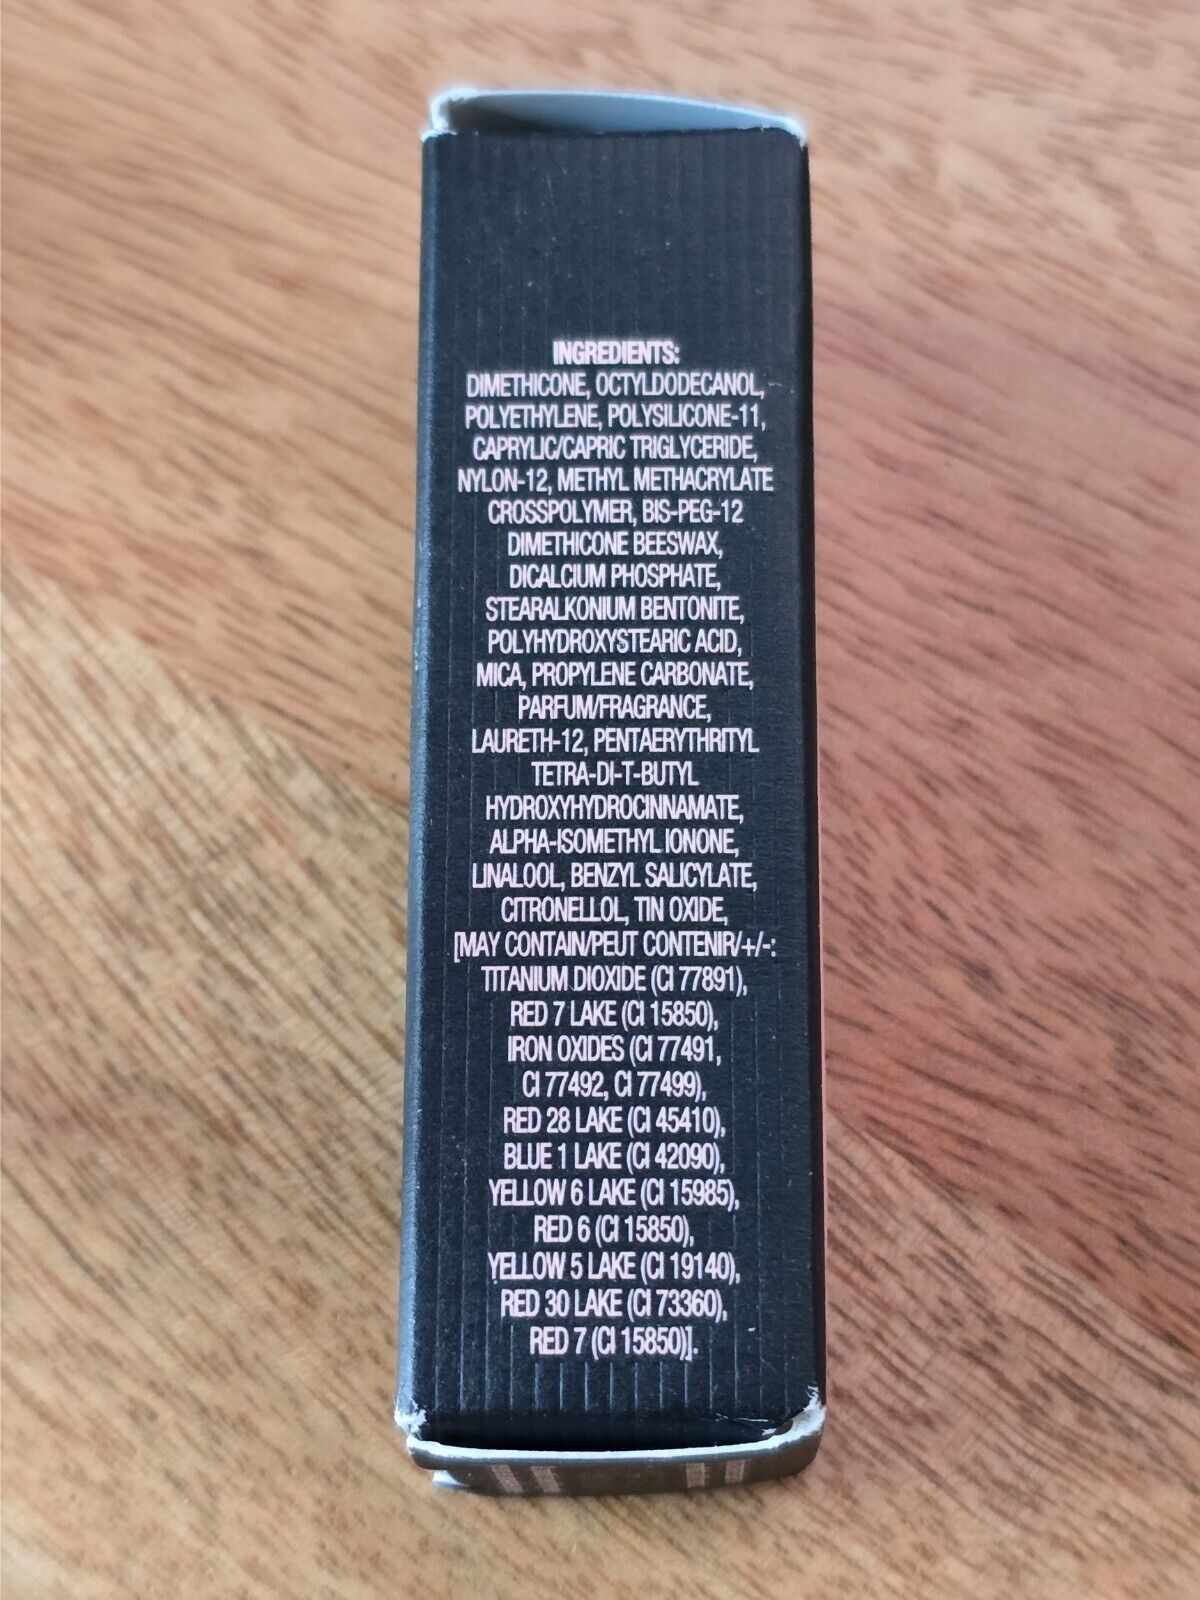 INGREDIENTS:
DIMETHICONE, OCTYLDODECANOL,
POLYETHYLENE, POLYSILICONE-11,
CAPRYLIC/CAPRIC TRIGLYCERIDE,
NYLON-12, METHYL METHACRYLATE
CROSSPOLYMER, BIS-PEG-12
DIMETHICONE BEESWAX,
DICALCIUM PHOSPHATE,
STEARALKONIUM BENTONITE,
POLYHYDROXYSTEARIC ACID,
MICA, PROPYLENE CARBONATE,
PARFUM/FRAGRANCE,
LAURETH-12, PENTAERYTHRITYL
TETRA-DI-T-BUTYL
HYDROXYHYDROCINNAMATE,
ALPHA-ISOMETHYL IONONE,
LINALOOL, BENZYL SALICYLATE,
CITRONELLOL, TIN OXIDE,
[MAY CONTAIN/PEUT CONTENIR/+/-:
TITANIUM DIOXIDE (CI 77891),
RED 7 LAKE (CI 15850),
IRON OXIDES (CI 77491,
CI 77492, CI 77499),
RED 28 LAKE (CI 45410),
BLUE 1 LAKE (CI 42090),
YELLOW 6 LAKE (CI 15985),
RED 6 (CI 15850),
YELLOW 5 LAKE (CI 19140),
RED 30 LAKE (CI 73360),
RED 7 (CI 15850)].